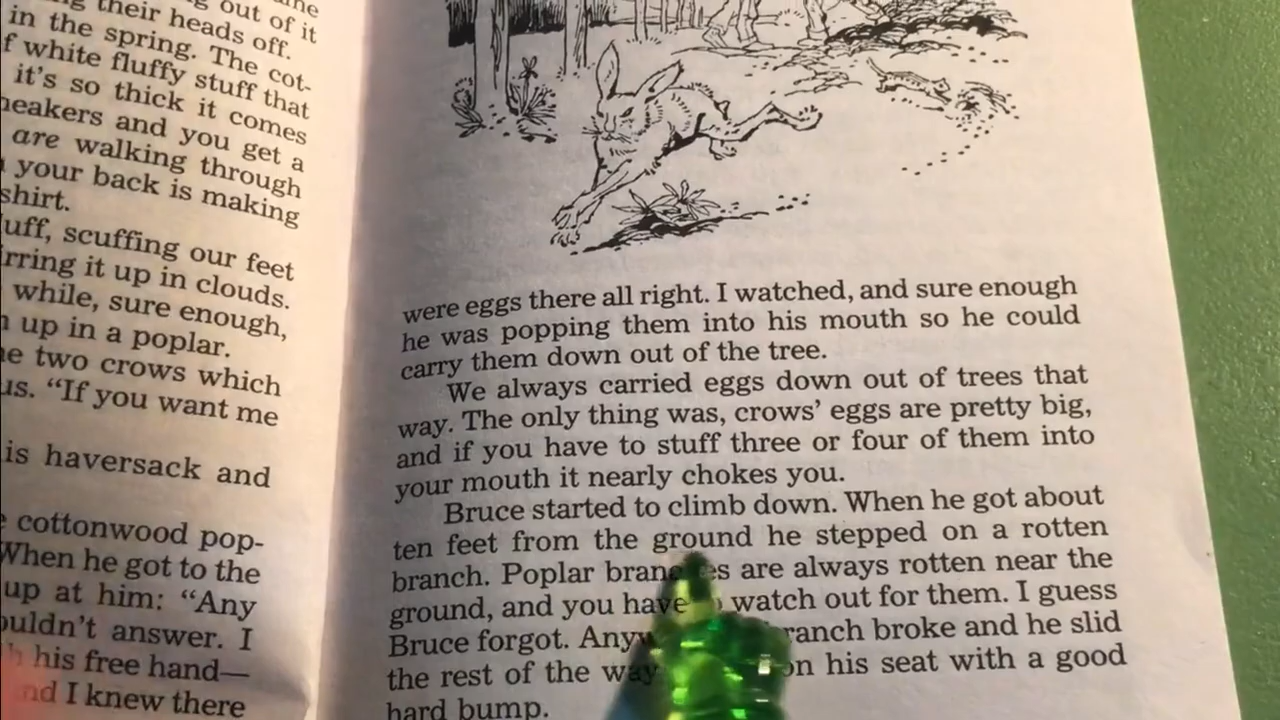 out of it
their heads off.
in the spring. The cot-
f white fluffy stuff that
it's so thick it comes
neakers and you get a
are walking through
your back is making
shirt.
uff, scuffing our feet
rring it up in clouds.
while, sure enough,
up in a poplar.
e two crows which
us. “If you want me
is haversack and
cottonwood pop-
When he got to the
up at him: “Any
ouldn't answer. I
his free hand—
nd I knew there
were eggs there all right. I watched, and sure enough
he was popping them into his mouth so he could
carry them down out of the tree.
We always carried eggs down out of trees that
way. The only thing was, crows' eggs are pretty big,
and if you have to stuff three or four of them into
your mouth it nearly chokes you.
Bruce started to climb down. When he got about
ten feet from the ground he stepped on a rotten
branch. Poplar branches are always rotten near the
ground, and you have watch out for them. I guess
Bruce forgot. Anyw ranch broke and he slid
the rest of the way on his seat with a good
hard bump.